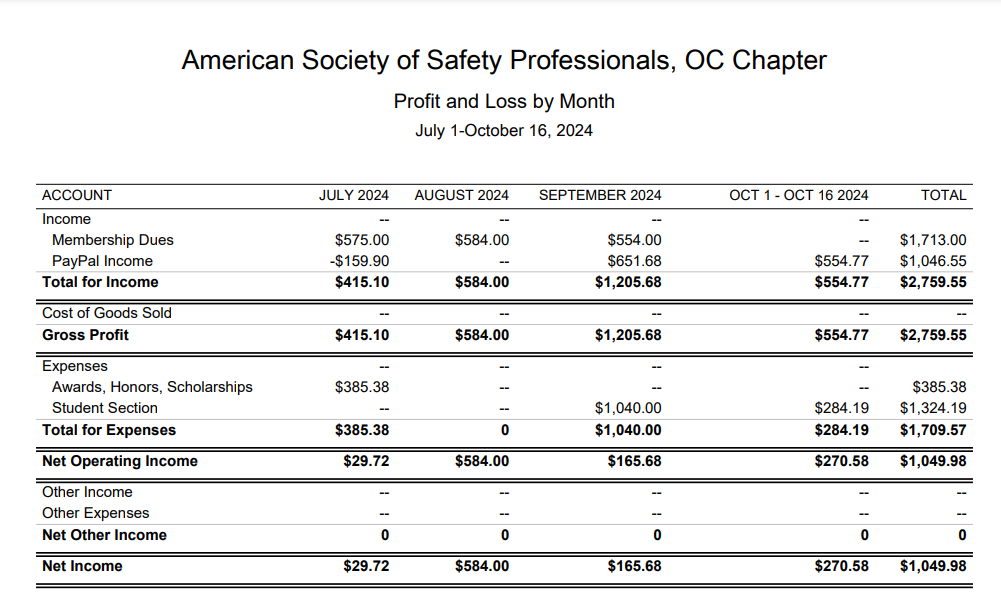 American Society of Safety Professionals, OC Chapter
Profit and Loss by Month
July 1-October 16, 2024
ACCOUNT JULY 2024 AUGUST 2024 SEPTEMBER 2024 OCT 1 - OCT 16 2024 TOTAL
Income -- -- -- --
Membership Dues $575.00 $584.00 $554.00 -- $1,713.00
PayPal Income -$159.90 -- $651.68 $554.77 $1,046.55
Total for Income $415.10 $584.00 $1,205.68 $554.77 $2,759.55
Cost of Goods Sold -- -- -- -- --
Gross Profit $415.10 $584.00 $1,205.68 $554.77 $2,759.55
Expenses -- -- -- --
Awards, Honors, Scholarships $385.38 -- -- -- $385.38
Student Section -- -- $1,040.00 $284.19 $1,324.19
Total for Expenses $385.38 0 $1,040.00 $284.19 $1,709.57
Net Operating Income $29.72 $584.00 $165.68 $270.58 $1,049.98
Other Income -- -- -- -- --
Other Expenses -- -- -- -- --
Net Other Income 0 0 0 0 0
Net Income $29.72 $584.00 $165.68 $270.58 $1,049.98